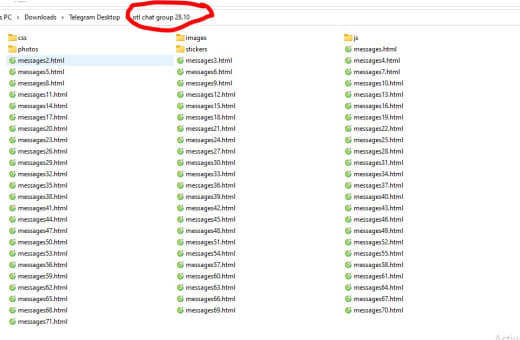 s PC > Downloads > Telegram Desktop > otl chat group 28.10
css images js
photos stickers messages.html
messages2.html messages3.html messages4.html
messages5.html messages6.html messages7.html
messages8.html messages9.html messages10.html
messages11.html messages12.html messages13.html
messages14.html messages15.html messages16.html
messages17.html messages18.html messages19.html
messages20.html messages21.html messages22.html
messages23.html messages24.html messages25.html
messages26.html messages27.html messages28.html
messages29.html messages30.html messages31.html
messages32.html messages33.html messages34.html
messages35.html messages36.html messages37.html
messages38.html messages39.html messages40.html
messages41.html messages42.html messages43.html
messages44.html messages45.html messages46.html
messages47.html messages48.html messages49.html
messages50.html messages51.html messages52.html
messages53.html messages54.html messages55.html
messages56.html messages57.html messages58.html
messages59.html messages60.html messages61.html
messages62.html messages63.html messages64.html
messages65.html messages66.html messages67.html
messages68.html messages69.html messages70.html
messages71.html
Activ